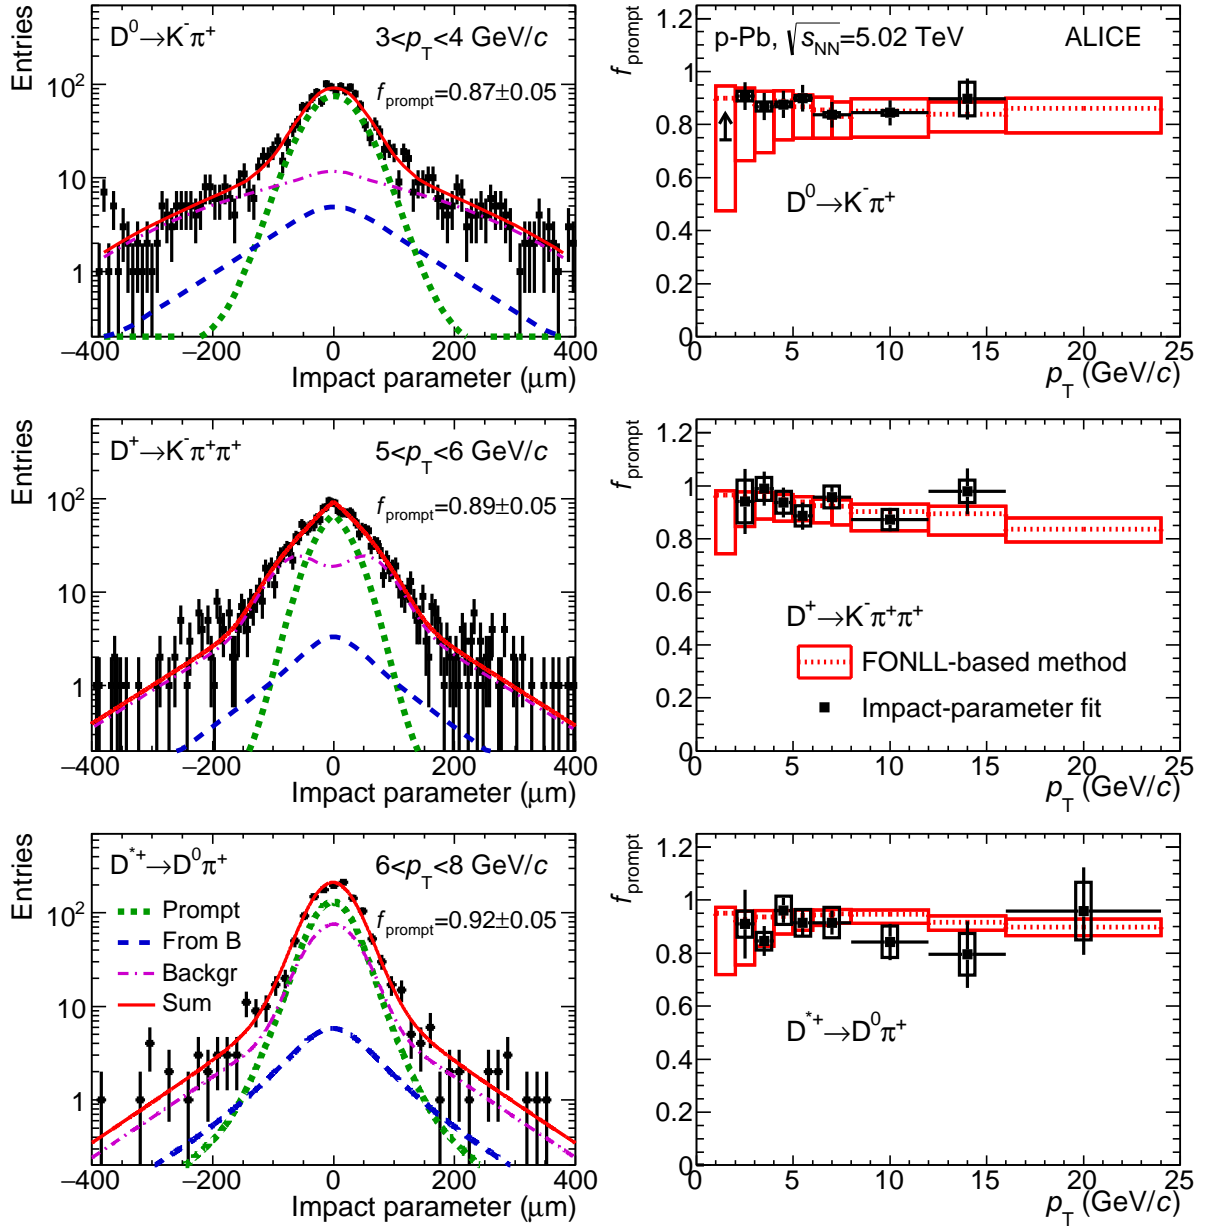 D⁰→K⁻π⁺ 3<p_T<4 GeV/c
f_prompt=0.87±0.05
Entries
10²
10
1
−400 −200 0 200 400
Impact parameter (μm)
p-Pb, √s_NN=5.02 TeV ALICE
f_prompt
1.2
1
0.8
0.6
0.4
0.2
0
D⁰→K⁻π⁺
0 5 10 15 20 25
p_T (GeV/c)
D⁺→K⁻π⁺π⁺ 5<p_T<6 GeV/c
f_prompt=0.89±0.05
Entries
10²
10
1
−400 −200 0 200 400
Impact parameter (μm)
f_prompt
1.2
1
0.8
0.6
0.4
0.2
0
D⁺→K⁻π⁺π⁺
FONLL-based method
Impact-parameter fit
0 5 10 15 20 25
p_T (GeV/c)
D*⁺→D⁰π⁺ 6<p_T<8 GeV/c
f_prompt=0.92±0.05
Prompt
From B
Backgr
Sum
Entries
10²
10
1
−400 −200 0 200 400
Impact parameter (μm)
f_prompt
1.2
1
0.8
0.6
0.4
0.2
0
D*⁺→D⁰π⁺
0 5 10 15 20 25
p_T (GeV/c)